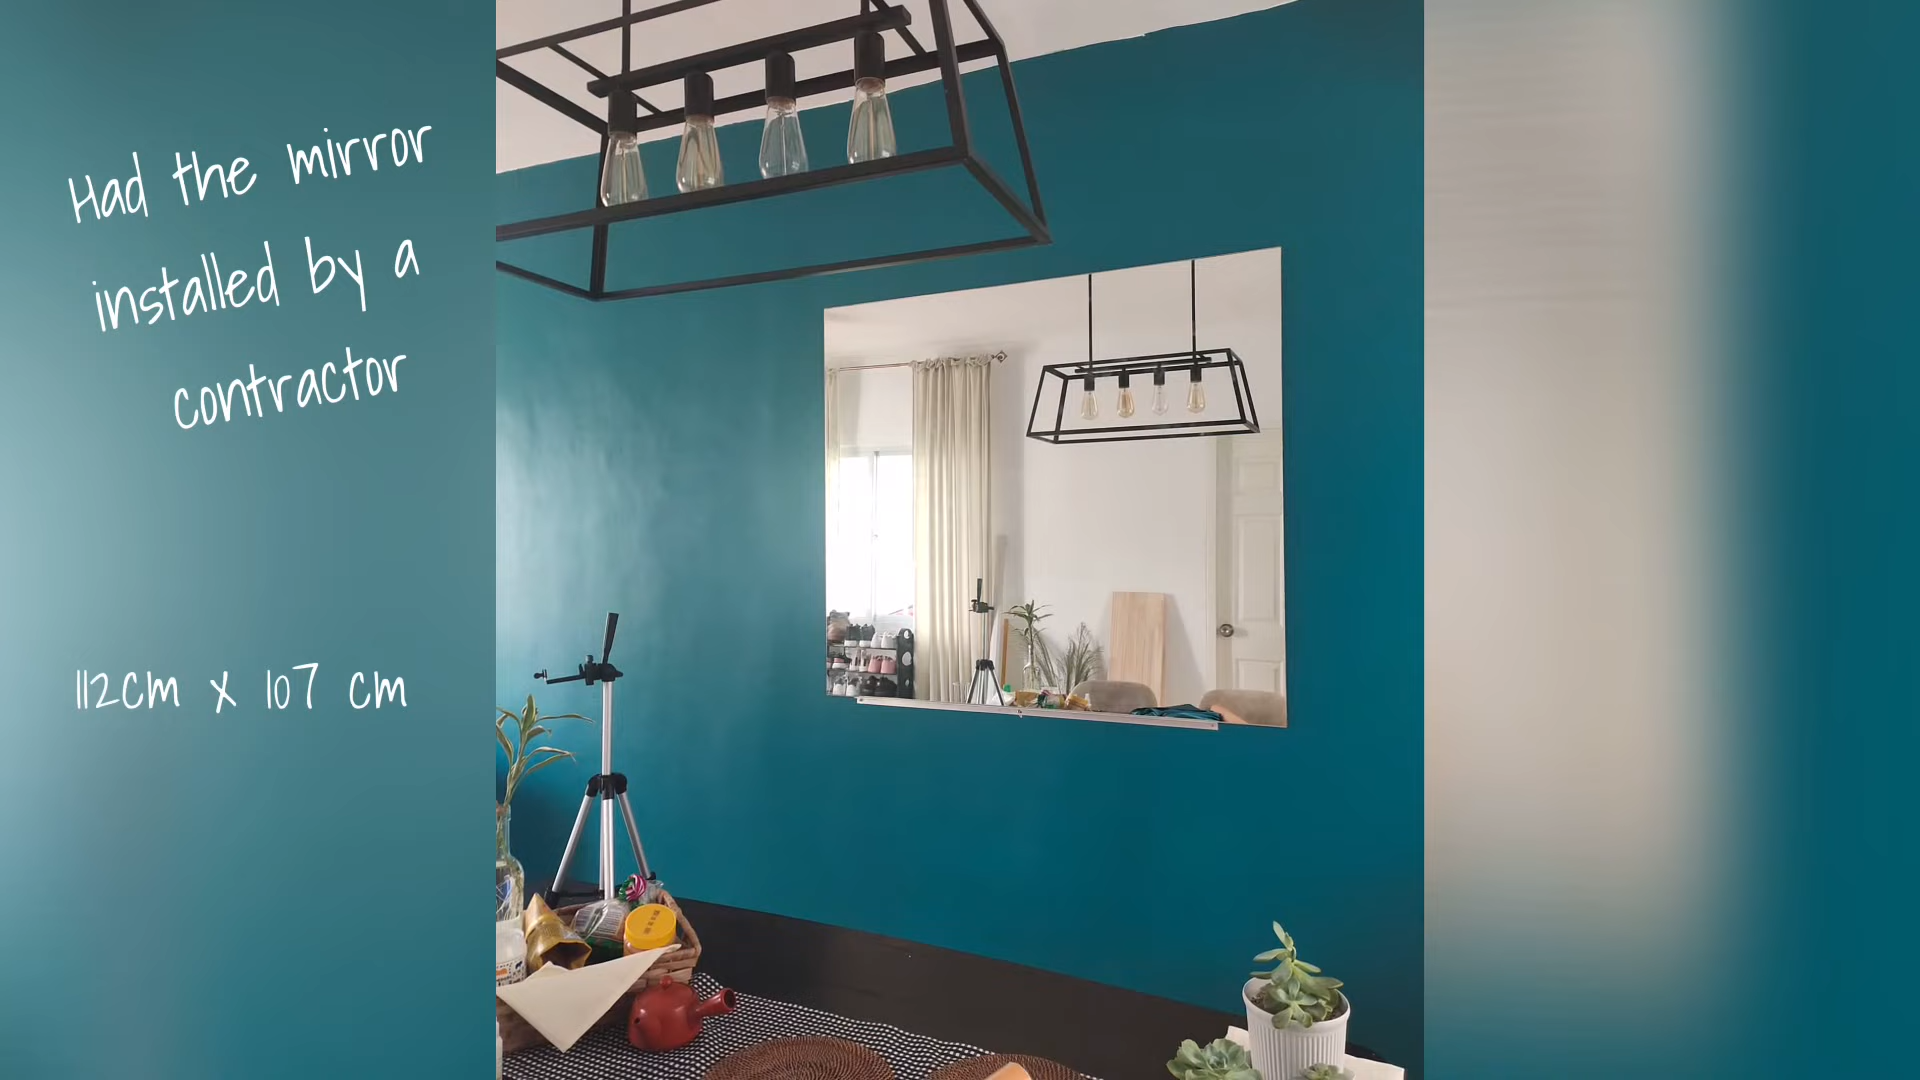 Had the mirror
installed by a
contractor
112cm x 107 cm